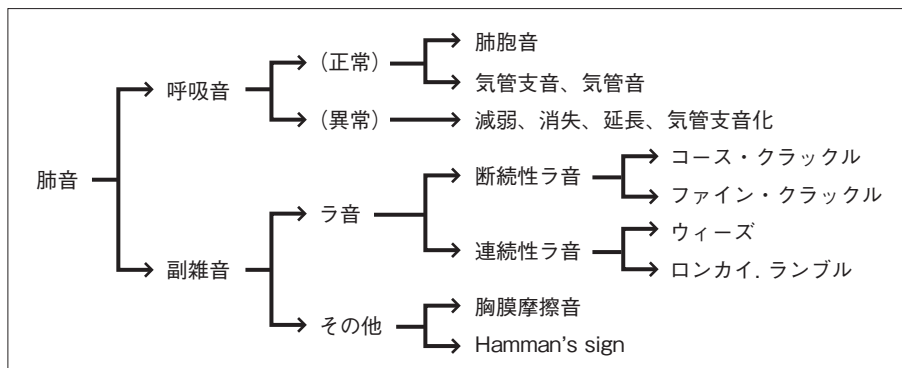 肺音
呼吸音
(正常)
肺胞音
気管支音、気管音
(異常)
減弱、消失、延長、気管支音化
副雑音
ラ音
断続性ラ音
コース・クラックル
ファイン・クラックル
連続性ラ音
ウィーズ
ロンカイ. ランブル
その他
胸膜摩擦音
Hamman's sign